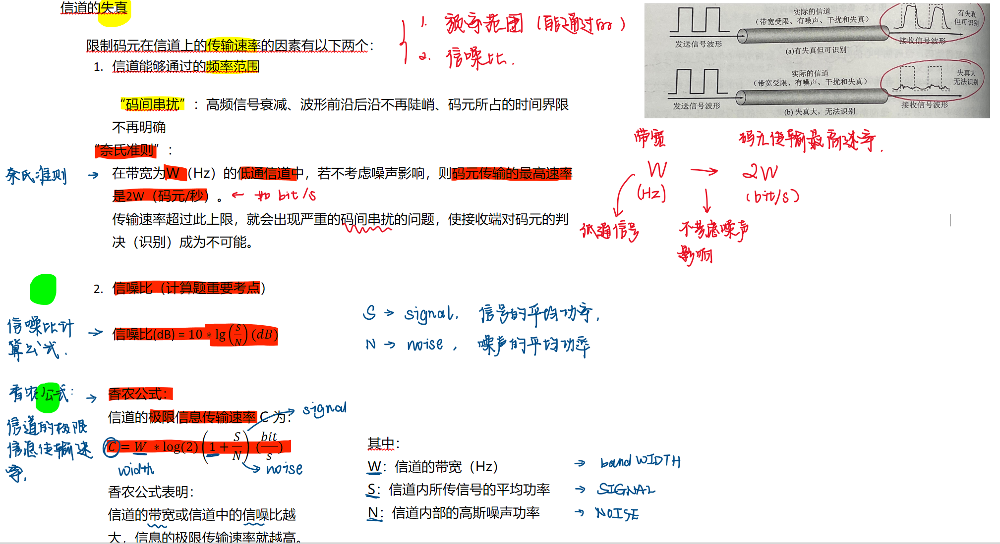 信道的失真
限制码元在信道上的传输速率的因素有以下两个：
1. 信道能够通过的频率范围
{ 1. 频率范围（能通过的）
2. 信噪比.
实际的信道
（带宽受限、有噪声、干扰和失真）
有失真
但可识别
发送信号波形
接收信号波形
(a)有失真但可识别
实际的信道
（带宽受限、有噪声、干扰和失真）
失真大
无法识别
发送信号波形
接收信号波形
(b) 失真大，无法识别
“码间串扰”：高频信号衰减、波形前沿后沿不再陡峭、码元所占的时间界限
不再明确
“奈氏准则”：
奈氏准则 →
在带宽为W（Hz）的低通信道中，若不考虑噪声影响，则码元传输的最高速率
是2W（码元/秒）。 ← 如 bit/s
传输速率超过此上限，就会出现严重的码间串扰的问题，使接收端对码元的判
决（识别）成为不可能。
带宽 码元传输最高速率.
W → 2W
(Hz) (bit/s)
低通信号 不考虑噪声
影响
2. 信噪比（计算题重要考点）
信噪比计
算公式. →
信噪比(dB) = 10 * lg (S/N) (dB)
S → signal. 信号的平均功率.
N → noise, 噪声的平均功率
香农公式: →
信道的极限
信息传输速
率.
香农公式：
信道的极限信息传输速率 C 为：
→ signal
C = W * log(2) (1 + S/N) (bit/s)
width → noise
香农公式表明：
信道的带宽或信道中的信噪比越
大，信息的极限传输速率就越高。
其中：
W：信道的带宽（Hz） → bandWIDTH
S：信道内所传信号的平均功率 → SIGNAL
N：信道内部的高斯噪声功率 → NOISE